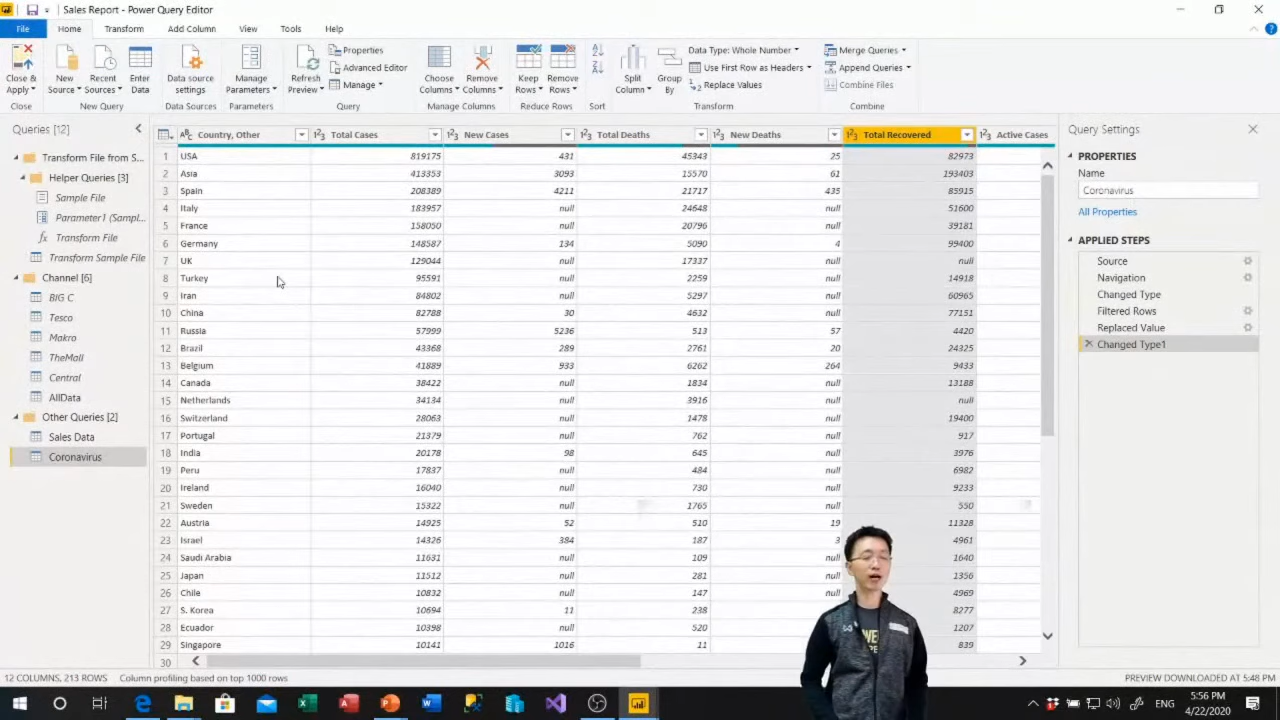 Sales Report - Power Query Editor
File Home Transform Add Column View Tools Help
Close & Apply
New Source
Recent Sources
Enter Data
Data source settings
Manage Parameters
Refresh Preview
Properties
Advanced Editor
Manage
Choose Columns
Remove Columns
Keep Rows
Remove Rows
Split Column
Group By
Data Type: Whole Number
Use First Row as Headers
Replace Values
Merge Queries
Append Queries
Combine Files
Close New Query Data Sources Parameters Query Manage Columns Reduce Rows Sort Transform Combine
Queries [12]
Transform File from S...
Helper Queries [3]
Sample File
Parameter1 (Sampl...
fx Transform File
Transform Sample File
Channel [6]
BIG C
Tesco
Makro
TheMall
Central
AllData
Other Queries [2]
Sales Data
Coronavirus
Country, Other Total Cases New Cases Total Deaths New Deaths Total Recovered Active Cases
1 USA 819175 431 45343 25 82973
2 Asia 413353 3093 15570 61 193403
3 Spain 208389 4211 21717 435 85915
4 Italy 183957 null 24648 null 51600
5 France 158050 null 20796 null 39181
6 Germany 148587 134 5090 4 99400
7 UK 129044 null 17337 null null
8 Turkey 95591 null 2259 null 14918
9 Iran 84802 null 5297 null 60965
10 China 82788 30 4632 null 77151
11 Russia 57999 5236 513 57 4420
12 Brazil 43368 289 2761 20 24325
13 Belgium 41889 933 6262 264 9433
14 Canada 38422 null 1834 null 13188
15 Netherlands 34134 null 3916 null null
16 Switzerland 28063 null 1478 null 19400
17 Portugal 21379 null 762 null 917
18 India 20178 98 645 null 3976
19 Peru 17837 null 484 null 6982
20 Ireland 16040 null 730 null 9233
21 Sweden 15322 null 1765 null 550
22 Austria 14925 52 510 19 11328
23 Israel 14326 384 187 3 4961
24 Saudi Arabia 11631 null 109 null 1640
25 Japan 11512 null 281 null 1356
26 Chile 10832 null 147 null 4969
27 S. Korea 10694 11 238 8277
28 Ecuador 10398 null 520 1207
29 Singapore 10141 1016 11 839
30
Query Settings
PROPERTIES
Name
Coronavirus
All Properties
APPLIED STEPS
Source
Navigation
Changed Type
Filtered Rows
Replaced Value
Changed Type1
12 COLUMNS, 213 ROWS Column profiling based on top 1000 rows PREVIEW DOWNLOADED AT 5:48 PM
ENG
5:56 PM
4/22/2020